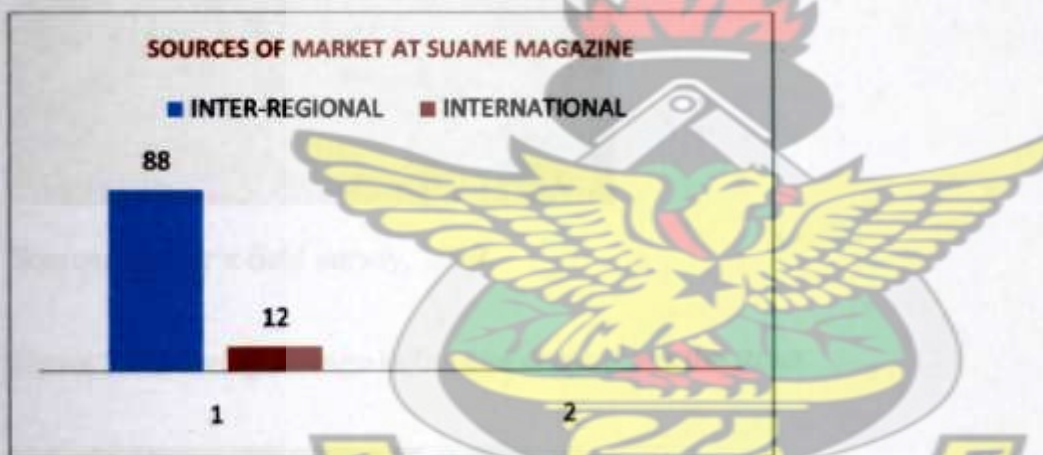 SOURCES OF MARKET AT SUAME MAGAZINE
INTER-REGIONAL INTERNATIONAL
88
12
1 2